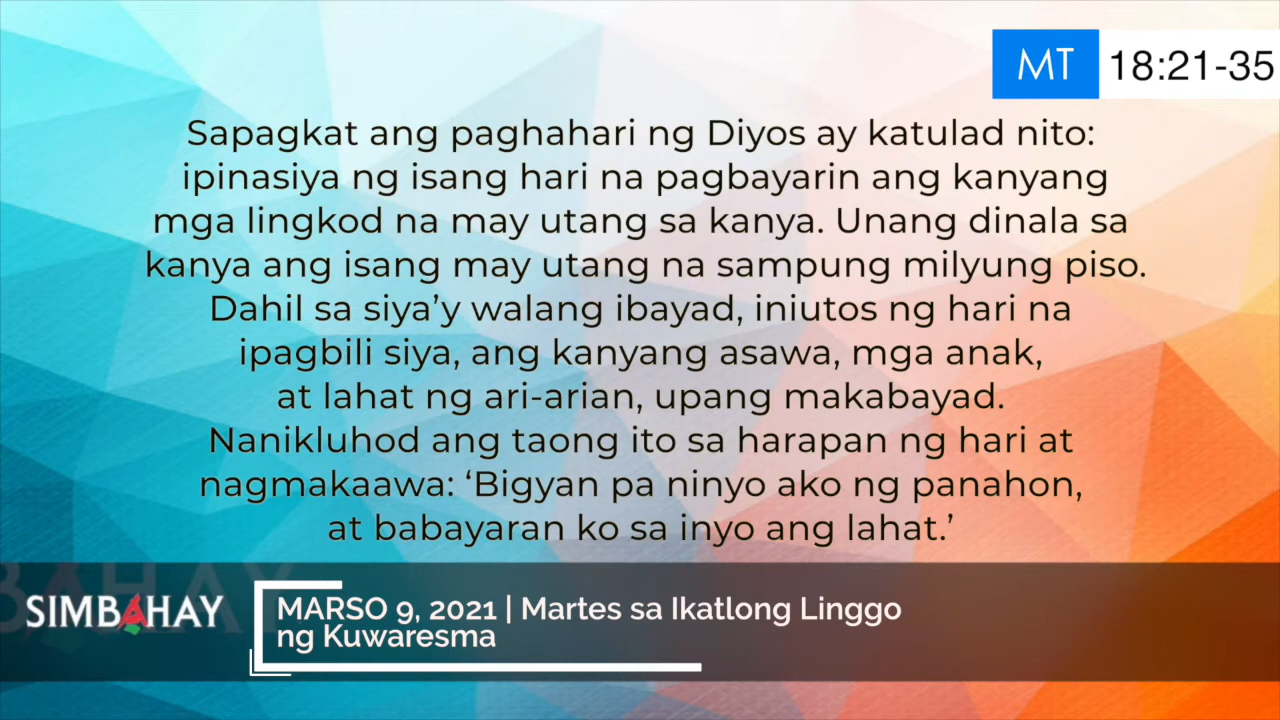 MT 18:21-35
Sapagkat ang paghahari ng Diyos ay katulad nito:
ipinasiya ng isang hari na pagbayarin ang kanyang
mga lingkod na may utang sa kanya. Unang dinala sa
kanya ang isang may utang na sampung milyung piso.
Dahil sa siya’y walang ibayad, iniutos ng hari na
ipagbili siya, ang kanyang asawa, mga anak,
at lahat ng ari-arian, upang makabayad.
Nanikluhod ang taong ito sa harapan ng hari at
nagmakaawa: ‘Bigyan pa ninyo ako ng panahon,
at babayaran ko sa inyo ang lahat.’
SIMBAHAY
MARSO 9, 2021 | Martes sa Ikatlong Linggo
ng Kuwaresma